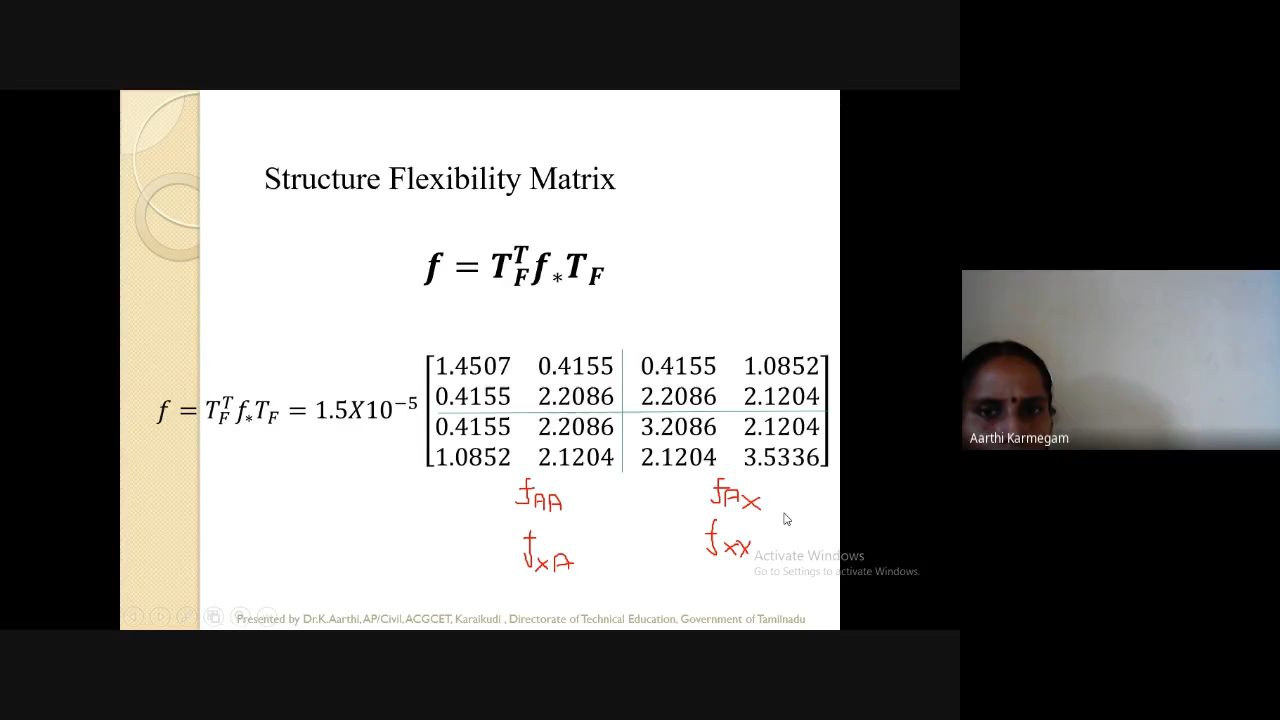 Structure Flexibility Matrix
f = T_F^T f_* T_F
f = T_F^T f_* T_F = 1.5X10^−5 [1.4507 0.4155 0.4155 1.0852
0.4155 2.2086 2.2086 2.1204
0.4155 2.2086 3.2086 2.1204
1.0852 2.1204 2.1204 3.5336]
f_AA f_AX
f_XA f_XX
Activate Windows
Go to Settings to activate Windows.
Presented by Dr.K.Aarthi, AP/Civil, ACGCET, Karaikudi , Directorate of Technical Education, Government of Tamilnadu
Aarthi Karmegam